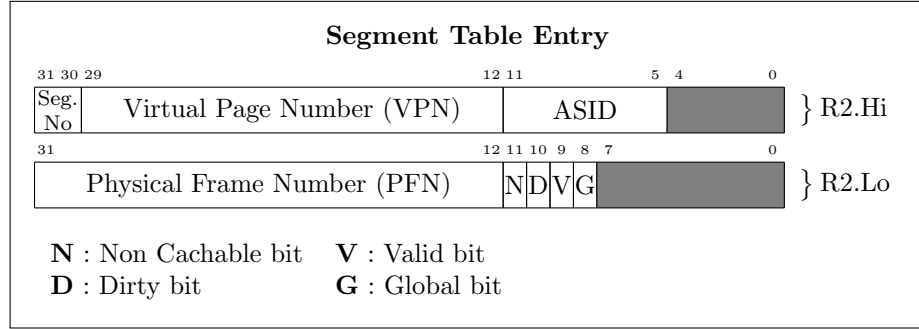 Segment Table Entry
31 30 29 12 11 5 4 0
Seg. No Virtual Page Number (VPN) ASID } R2.Hi
31 12 11 10 9 8 7 0
Physical Frame Number (PFN) N D V G } R2.Lo
N : Non Cachable bit V : Valid bit
D : Dirty bit G : Global bit